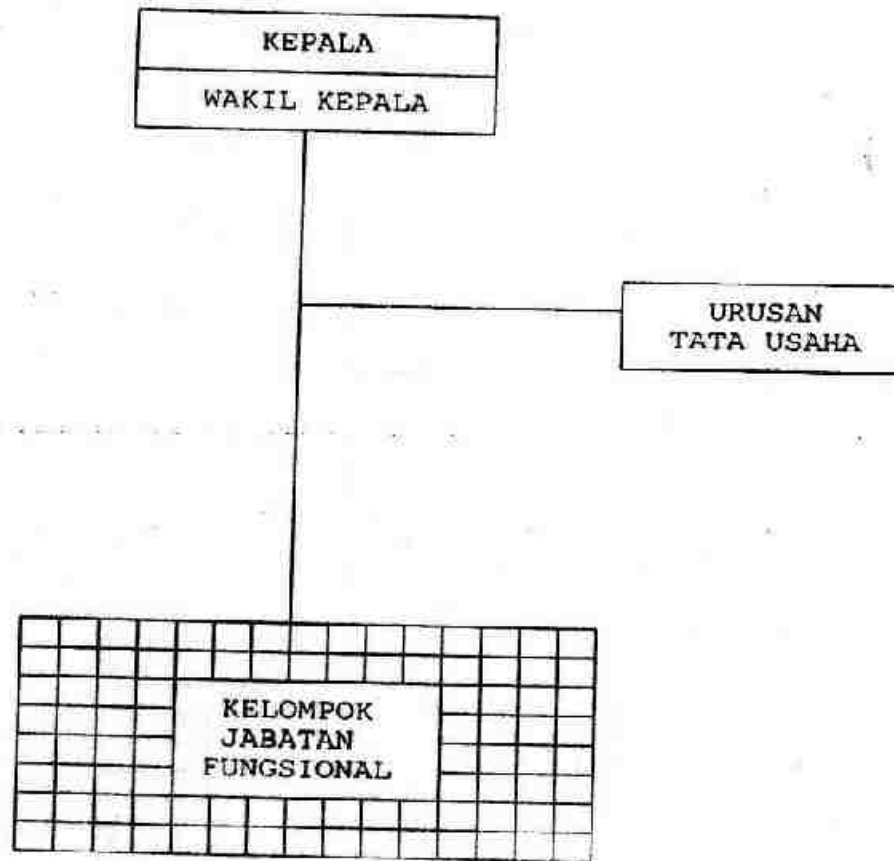 KEPALA
WAKIL KEPALA
URUSAN
TATA USAHA
KELOMPOK
JABATAN
FUNGSIONAL